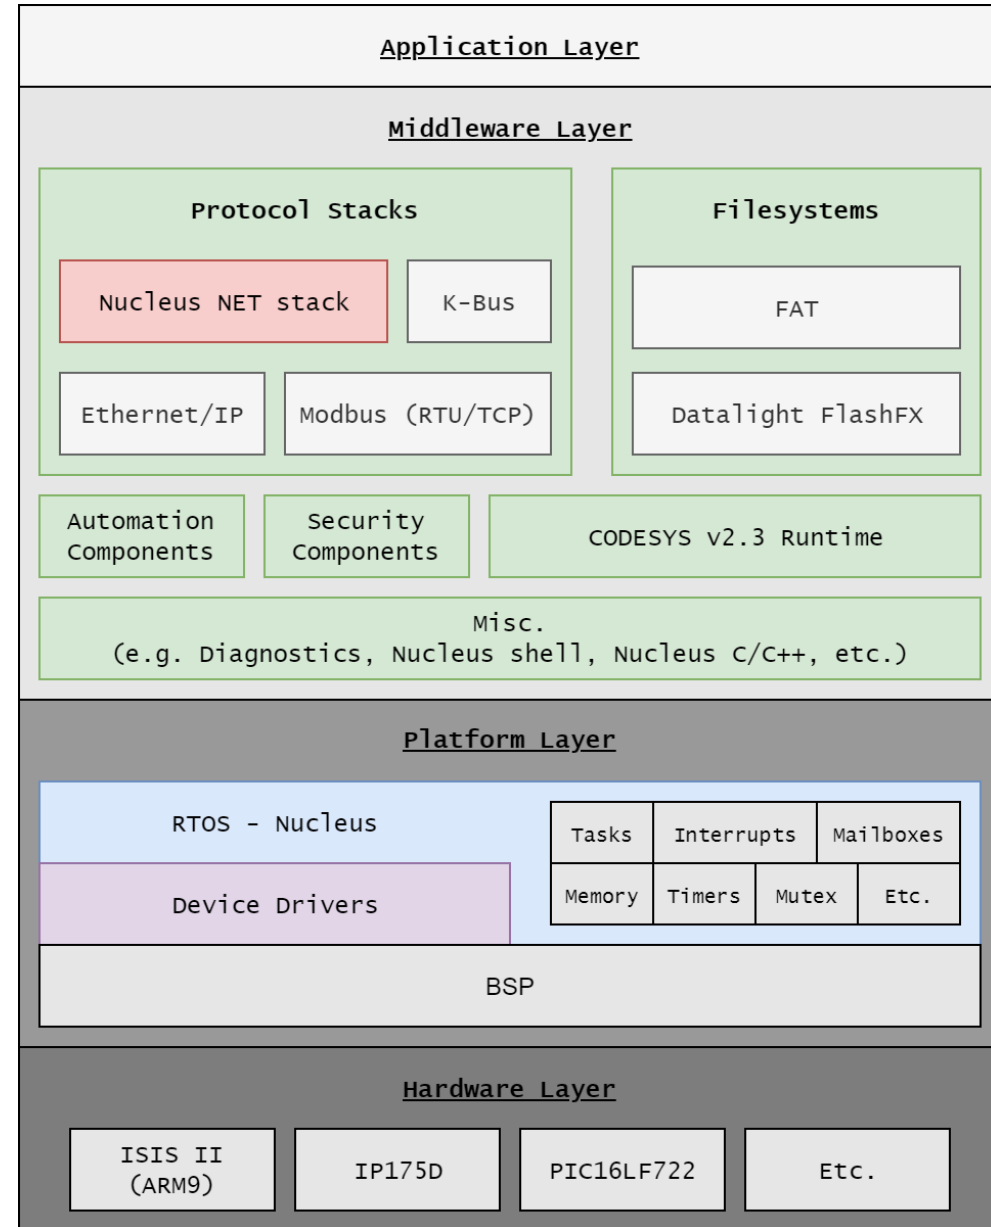 Application Layer
Middleware Layer
Protocol Stacks
Nucleus NET stack
K-Bus
Ethernet/IP
Modbus (RTU/TCP)
Filesystems
FAT
Datalight FlashFX
Automation
Components
Security
Components
CODESYS v2.3 Runtime
Misc.
(e.g. Diagnostics, Nucleus shell, Nucleus C/C++, etc.)
Platform Layer
RTOS - Nucleus
Device Drivers
Tasks
Interrupts
Mailboxes
Memory
Timers
Mutex
Etc.
BSP
Hardware Layer
ISIS II
(ARM9)
IP175D
PIC16LF722
Etc.